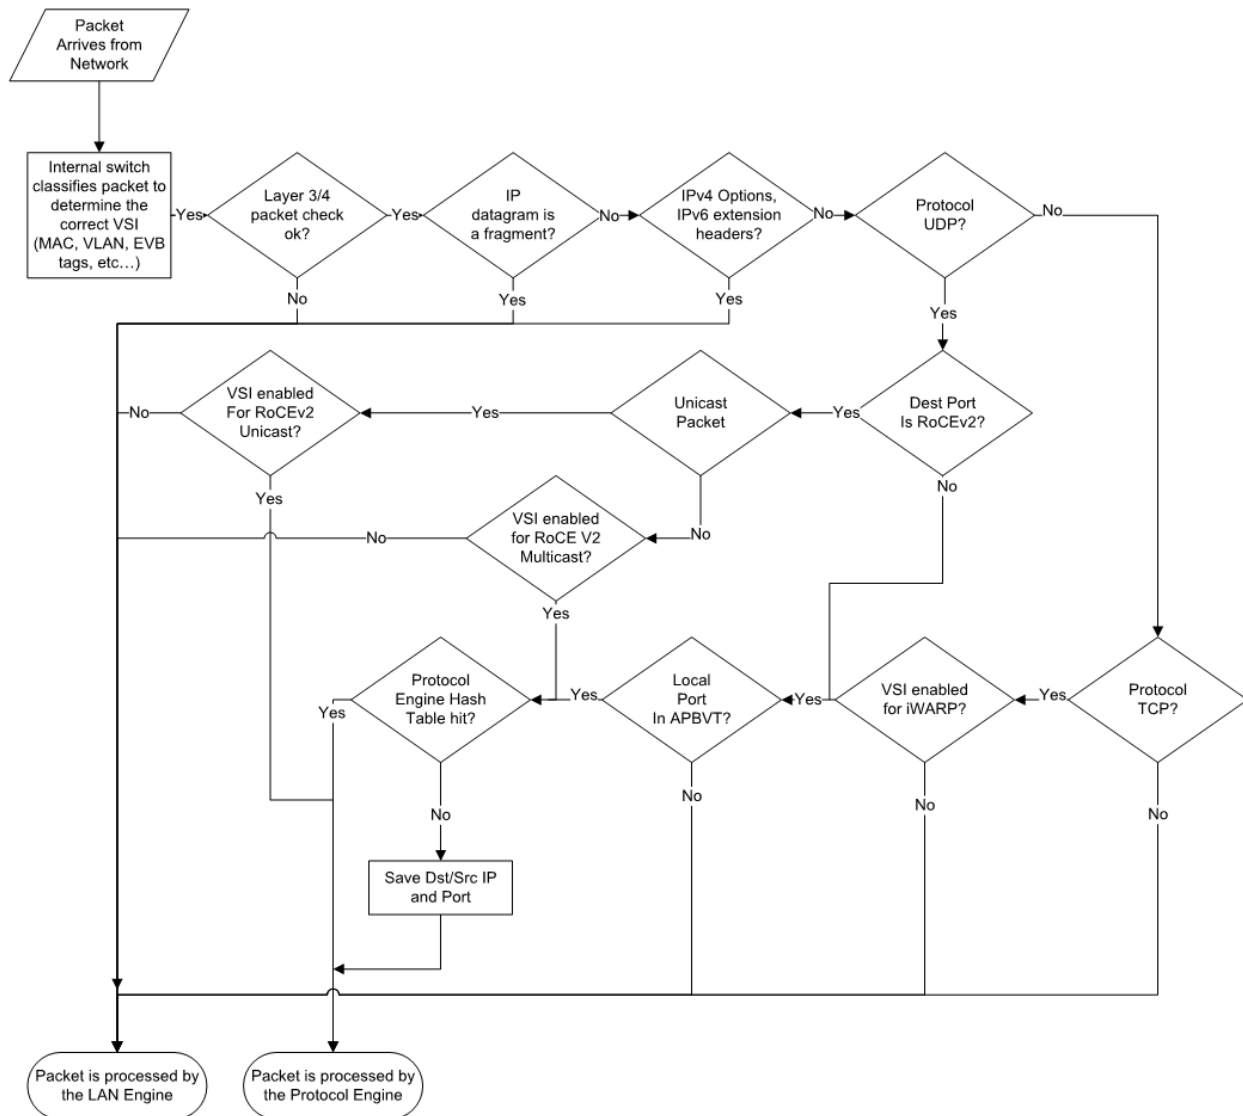 Packet
Arrives from
Network
Internal switch
classifies packet to
determine the
correct VSI
(MAC, VLAN, EVB
tags, etc…)
Yes
Layer 3/4
packet check
ok?
Yes
No
IP
datagram is
a fragment?
No
Yes
IPv4 Options,
IPv6 extension
headers?
No
Yes
Protocol
UDP?
No
Yes
Dest Port
Is RoCEv2?
Yes
No
Unicast
Packet
Yes
No
VSI enabled
For RoCEv2
Unicast?
No
Yes
VSI enabled
for RoCE V2
Multicast?
No
Yes
Protocol
TCP?
Yes
No
VSI enabled
for iWARP?
Yes
No
Local
Port
In APBVT?
Yes
No
Protocol
Engine Hash
Table hit?
Yes
No
Save Dst/Src IP
and Port
Packet is processed by
the LAN Engine
Packet is processed by
the Protocol Engine